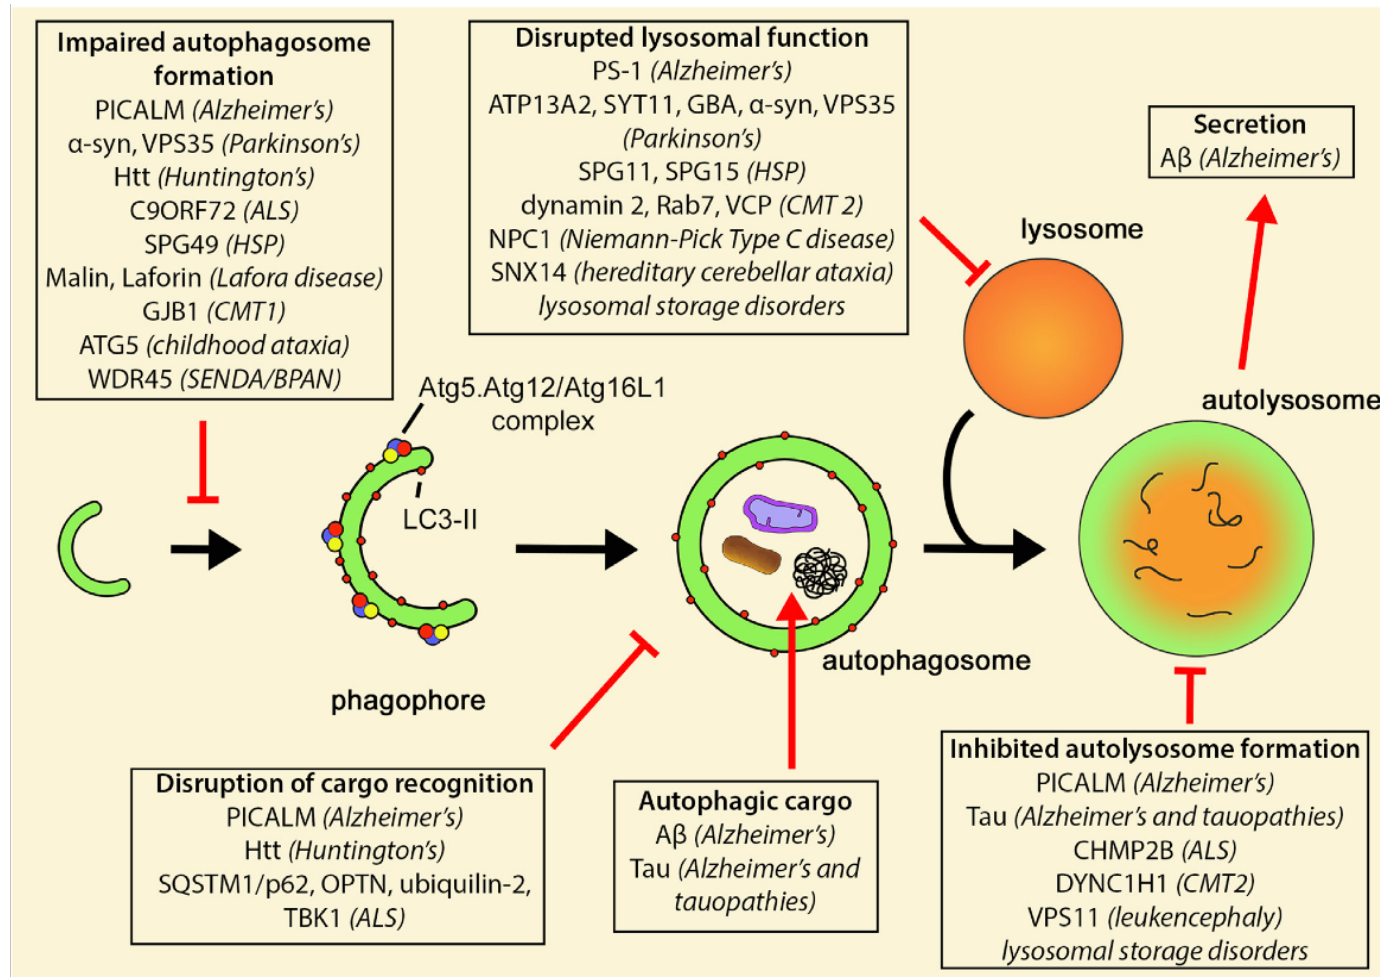 Impaired autophagosome
formation
PICALM (Alzheimer's)
α-syn, VPS35 (Parkinson's)
Htt (Huntington's)
C9ORF72 (ALS)
SPG49 (HSP)
Malin, Laforin (Lafora disease)
GJB1 (CMT1)
ATG5 (childhood ataxia)
WDR45 (SENDA/BPAN)
Disrupted lysosomal function
PS-1 (Alzheimer's)
ATP13A2, SYT11, GBA, α-syn, VPS35
(Parkinson's)
SPG11, SPG15 (HSP)
dynamin 2, Rab7, VCP (CMT 2)
NPC1 (Niemann-Pick Type C disease)
SNX14 (hereditary cerebellar ataxia)
lysosomal storage disorders
Secretion
Aβ (Alzheimer's)
lysosome
autolysosome
Atg5.Atg12/Atg16L1
complex
LC3-II
phagophore
autophagosome
Disruption of cargo recognition
PICALM (Alzheimer's)
Htt (Huntington's)
SQSTM1/p62, OPTN, ubiquilin-2,
TBK1 (ALS)
Autophagic cargo
Aβ (Alzheimer's)
Tau (Alzheimer's and
tauopathies)
Inhibited autolysosome formation
PICALM (Alzheimer's)
Tau (Alzheimer's and tauopathies)
CHMP2B (ALS)
DYNC1H1 (CMT2)
VPS11 (leukencephaly)
lysosomal storage disorders